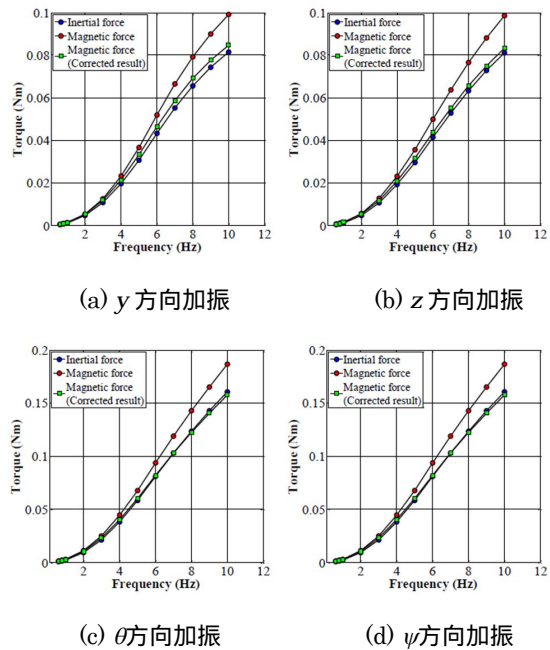 0.1
0.08
0.06
0.04
0.02
0
2 4 6 8 10 12
Torque (Nm)
Frequency (Hz)
Inertial force
Magnetic force
Magnetic force
(Corrected result)
(a) y 方向加振
0.1
0.08
0.06
0.04
0.02
0
2 4 6 8 10 12
Torque (Nm)
Frequency (Hz)
Inertial force
Magnetic force
Magnetic force
(Corrected result)
(b) z 方向加振
0.2
0.15
0.1
0.05
0
2 4 6 8 10 12
Torque (Nm)
Frequency (Hz)
Inertial force
Magnetic force
Magnetic force
(Corrected result)
(c) θ方向加振
0.2
0.15
0.1
0.05
0
2 4 6 8 10 12
Torque (Nm)
Frequency (Hz)
Inertial force
Magnetic force
Magnetic force
(Corrected result)
(d) ψ方向加振